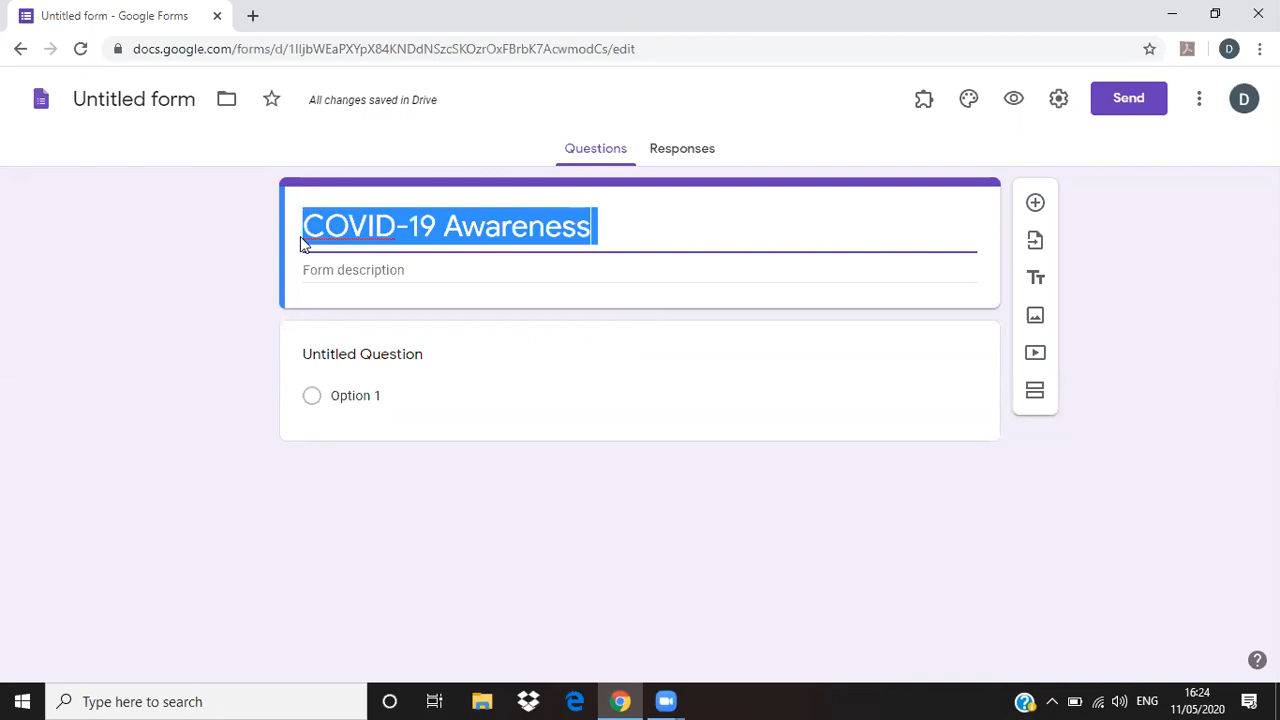 Untitled form - Google Forms
docs.google.com/forms/d/1lljbWEaPXYpX84KNDdNSzcSKOzrOxFBrbK7AcwmodCs/edit
D
Untitled form
All changes saved in Drive
Send
D
Questions
Responses
COVID-19 Awareness
Form description
Tт
Untitled Question
Option 1
Type here to search
ENG
16:24
11/05/2020